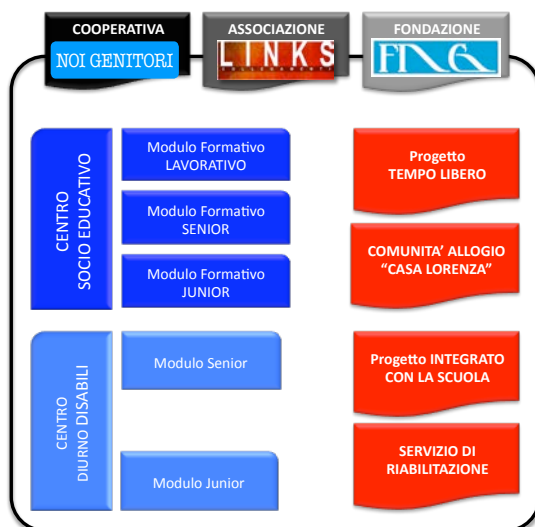 COOPERATIVA
NOI GENITORI
ASSOCIAZIONE
LINKS
FONDAZIONE
FING
CENTRO
SOCIO EDUCATIVO
Modulo Formativo
LAVORATIVO
Modulo Formativo
SENIOR
Modulo Formativo
JUNIOR
CENTRO
DIURNO DISABILI
Modulo Senior
Modulo Junior
Progetto
TEMPO LIBERO
COMUNITA’ ALLOGIO
“CASA LORENZA”
Progetto INTEGRATO
CON LA SCUOLA
SERVIZIO DI
RIABILITAZIONE